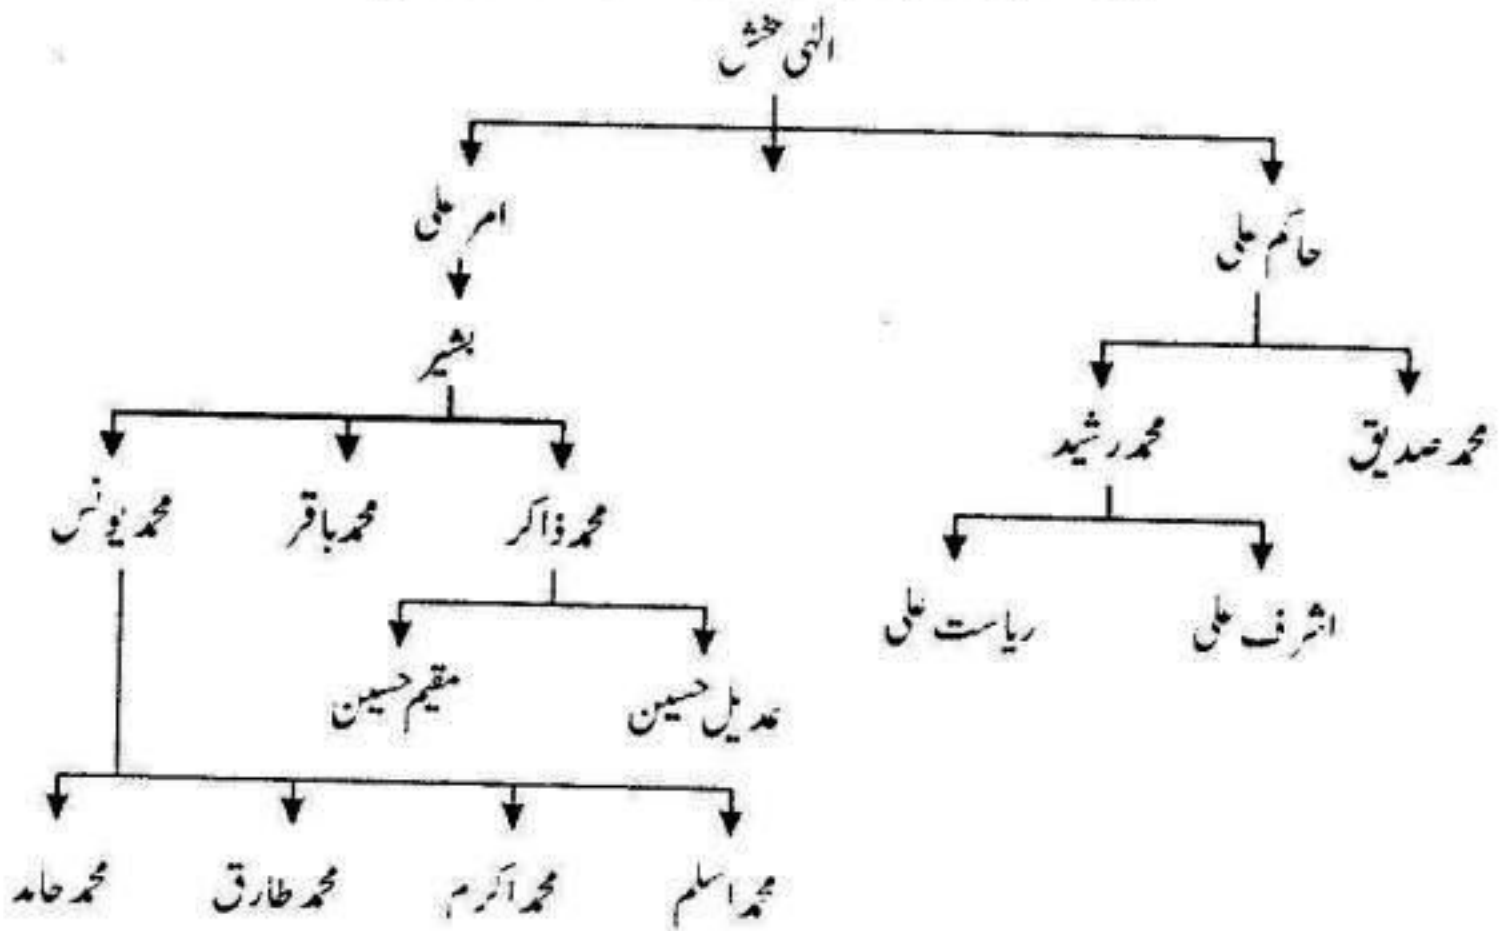 الٰہی بخش
حاکم علی
امر علی
بشیر
محمد صدیق
محمد رشید
محمد ذاکر
محمد باقر
محمد یونس
اشرف علی
ریاست علی
عدیل حسین
مقیم حسین
محمد اسلم
محمد اکرم
محمد طارق
محمد حامد